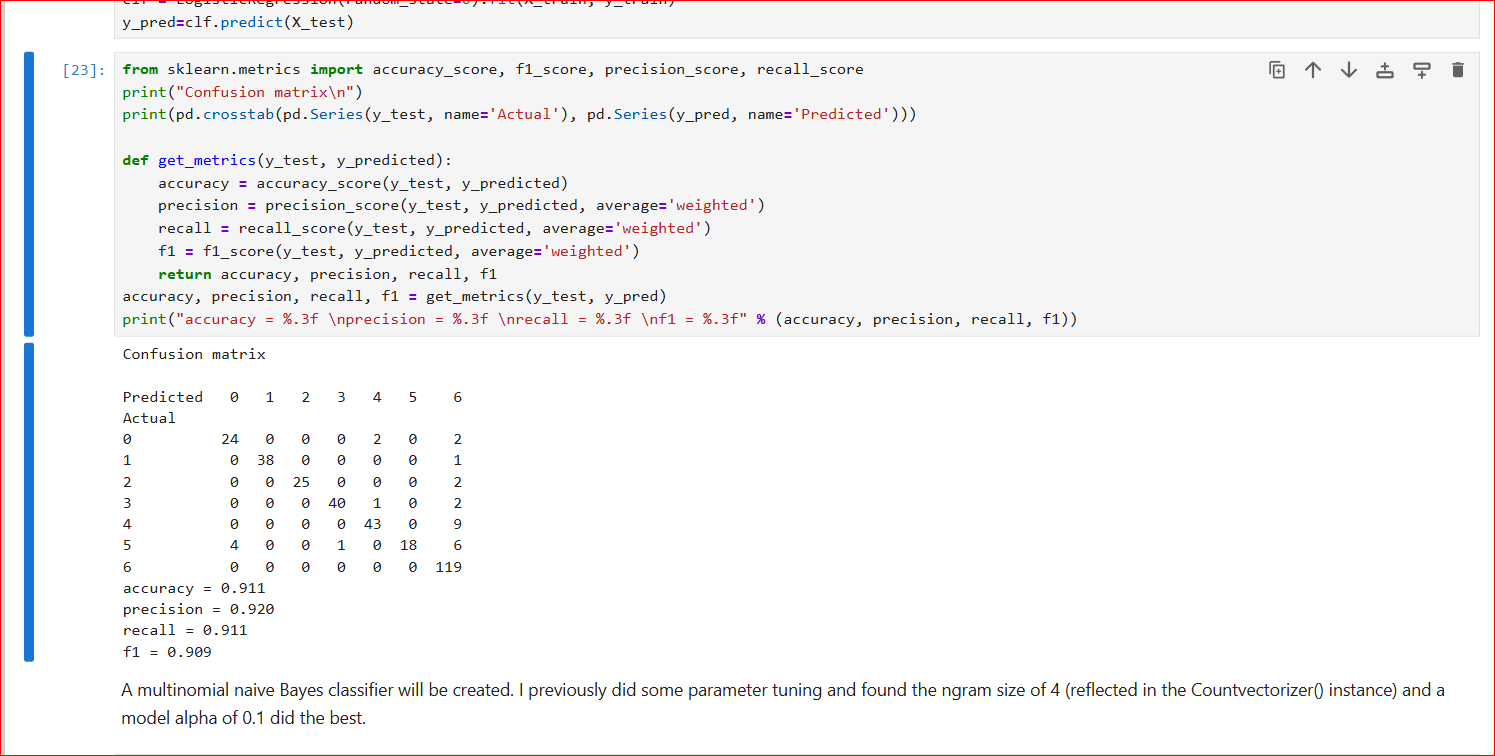 clf = LogisticRegression(random_state=0).fit(X_train, y_train)
y_pred=clf.predict(X_test)
[23]:
from sklearn.metrics import accuracy_score, f1_score, precision_score, recall_score
print("Confusion matrix\n")
print(pd.crosstab(pd.Series(y_test, name='Actual'), pd.Series(y_pred, name='Predicted')))
def get_metrics(y_test, y_predicted):
    accuracy = accuracy_score(y_test, y_predicted)
    precision = precision_score(y_test, y_predicted, average='weighted')
    recall = recall_score(y_test, y_predicted, average='weighted')
    f1 = f1_score(y_test, y_predicted, average='weighted')
    return accuracy, precision, recall, f1
accuracy, precision, recall, f1 = get_metrics(y_test, y_pred)
print("accuracy = %.3f \nprecision = %.3f \nrecall = %.3f \nf1 = %.3f" % (accuracy, precision, recall, f1))
Confusion matrix
Predicted   0   1   2   3   4   5    6
Actual
0          24   0   0   0   2   0    2
1           0  38   0   0   0   0    1
2           0   0  25   0   0   0    2
3           0   0   0  40   1   0    2
4           0   0   0   0  43   0    9
5           4   0   0   1   0  18    6
6           0   0   0   0   0   0  119
accuracy = 0.911
precision = 0.920
recall = 0.911
f1 = 0.909
A multinomial naive Bayes classifier will be created. I previously did some parameter tuning and found the ngram size of 4 (reflected in the Countvectorizer() instance) and a
model alpha of 0.1 did the best.